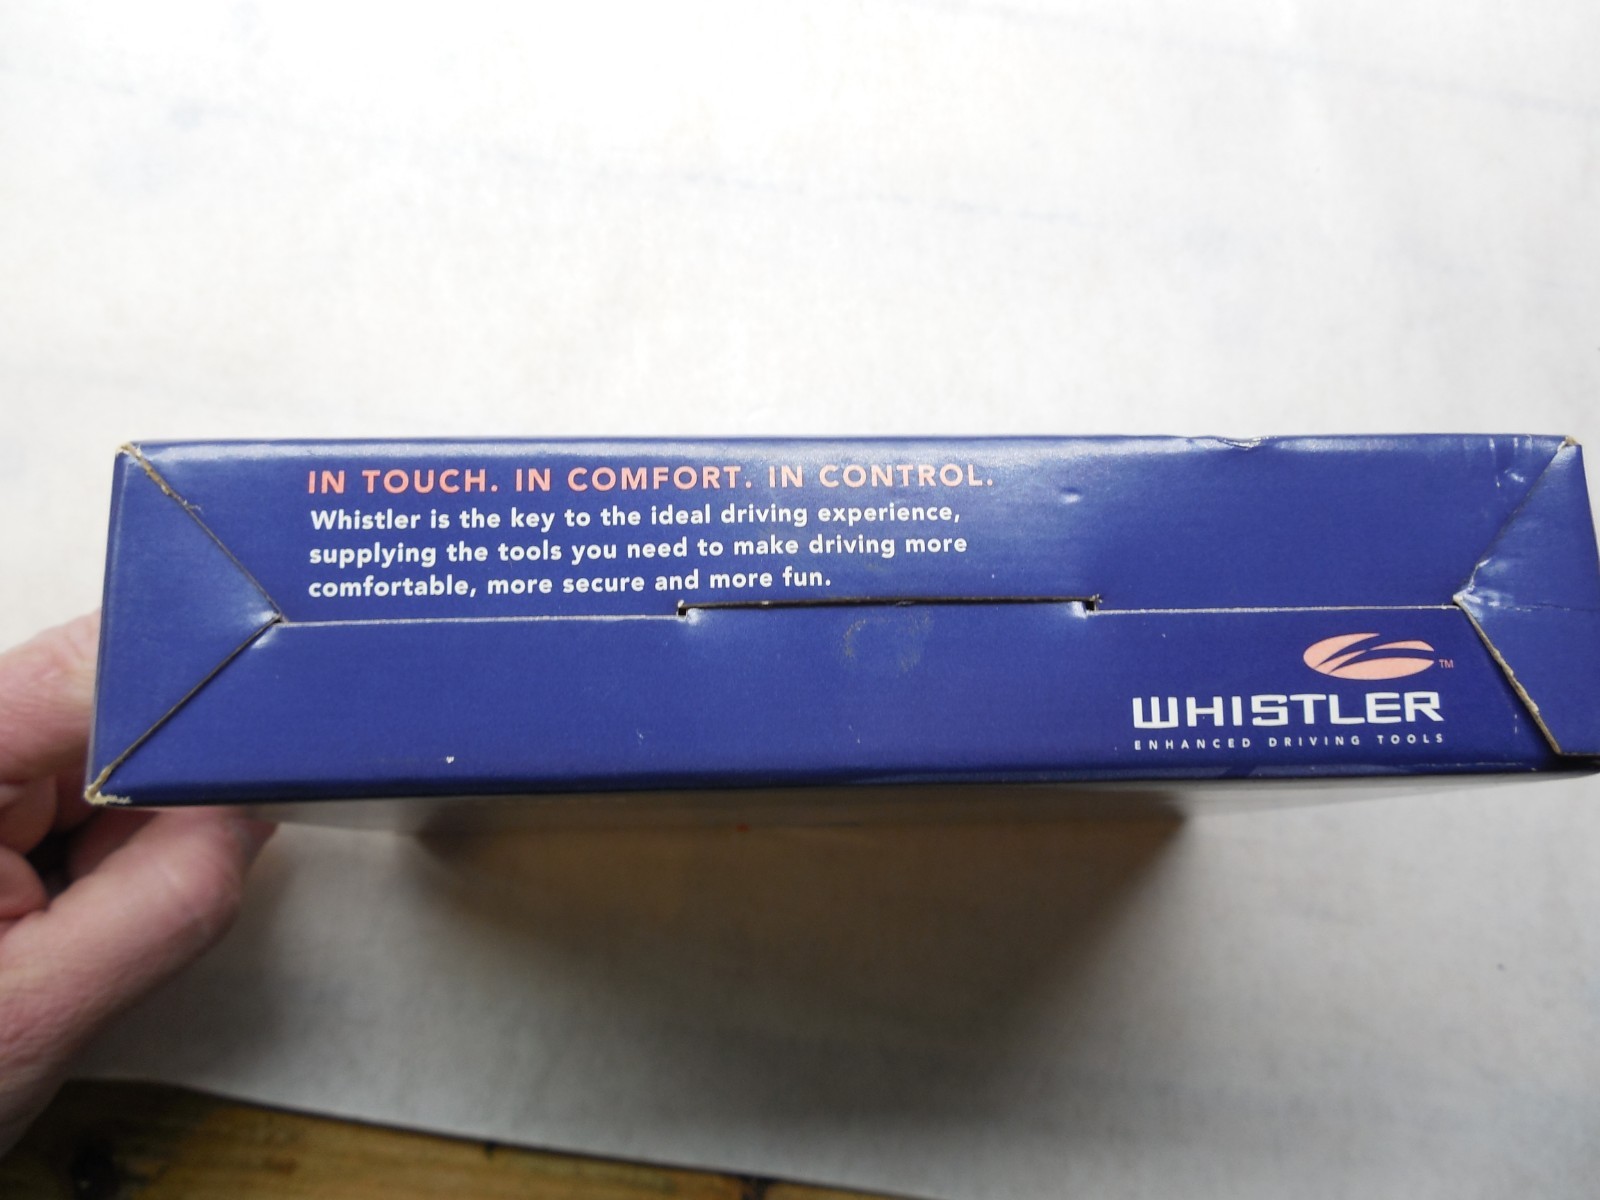 IN TOUCH. IN COMFORT. IN CONTROL.
Whistler is the key to the ideal driving experience,
supplying the tools you need to make driving more
comfortable, more secure and more fun.
TM
WHISTLER
ENHANCED DRIVING TOOLS